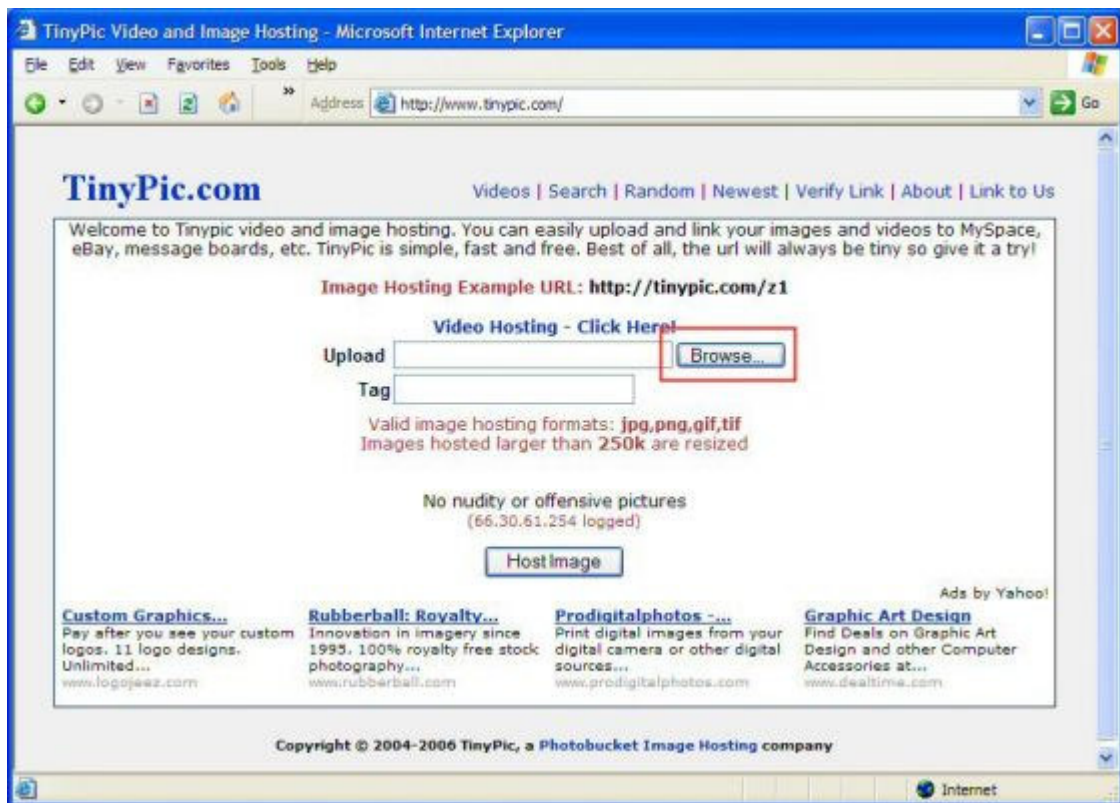 TinyPic Video and Image Hosting - Microsoft Internet Explorer
File Edit View Favorites Tools Help
» Address http://www.tinypic.com/ Go
TinyPic.com
Videos | Search | Random | Newest | Verify Link | About | Link to Us
Welcome to Tinypic video and image hosting. You can easily upload and link your images and videos to MySpace,
eBay, message boards, etc. TinyPic is simple, fast and free. Best of all, the url will always be tiny so give it a try!
Image Hosting Example URL: http://tinypic.com/z1
Video Hosting - Click Here!
Upload Browse...
Tag
Valid image hosting formats: jpg,png,gif,tif
Images hosted larger than 250k are resized
No nudity or offensive pictures
(66.30.61.254 logged)
Host Image
Ads by Yahoo!
Custom Graphics...
Pay after you see your custom
logos. 11 logo designs.
Unlimited...
www.logojeez.com
Rubberball: Royalty...
Innovation in imagery since
1995. 100% royalty free stock
photography...
www.rubberball.com
Prodigitalphotos -...
Print digital images from your
digital camera or other digital
sources...
www.prodigitalphotos.com
Graphic Art Design
Find Deals on Graphic Art
Design and other Computer
Accessories at...
www.dealtime.com
Copyright © 2004-2006 TinyPic, a Photobucket Image Hosting company
Internet